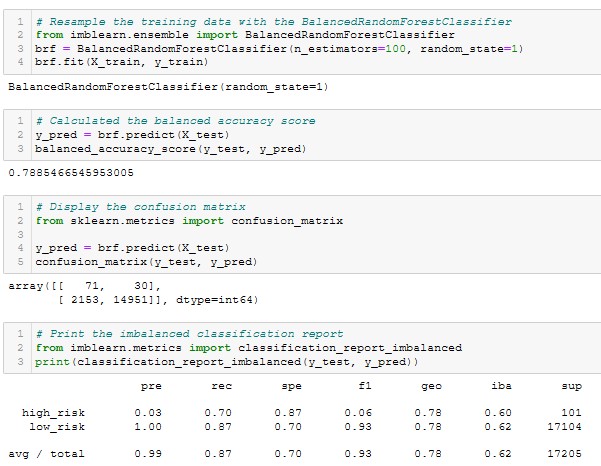 1 # Resample the training data with the BalancedRandomForestClassifier
2 from imblearn.ensemble import BalancedRandomForestClassifier
3 brf = BalancedRandomForestClassifier(n_estimators=100, random_state=1)
4 brf.fit(X_train, y_train)
BalancedRandomForestClassifier(random_state=1)
1 # Calculated the balanced accuracy score
2 y_pred = brf.predict(X_test)
3 balanced_accuracy_score(y_test, y_pred)
0.7885466545953005
1 # Display the confusion matrix
2 from sklearn.metrics import confusion_matrix
3
4 y_pred = brf.predict(X_test)
5 confusion_matrix(y_test, y_pred)
array([[   71,    30],
       [ 2153, 14951]], dtype=int64)
1 # Print the imbalanced classification report
2 from imblearn.metrics import classification_report_imbalanced
3 print(classification_report_imbalanced(y_test, y_pred))
pre rec spe f1 geo iba sup
high_risk 0.03 0.70 0.87 0.06 0.78 0.60 101
low_risk 1.00 0.87 0.70 0.93 0.78 0.62 17104
avg / total 0.99 0.87 0.70 0.93 0.78 0.62 17205